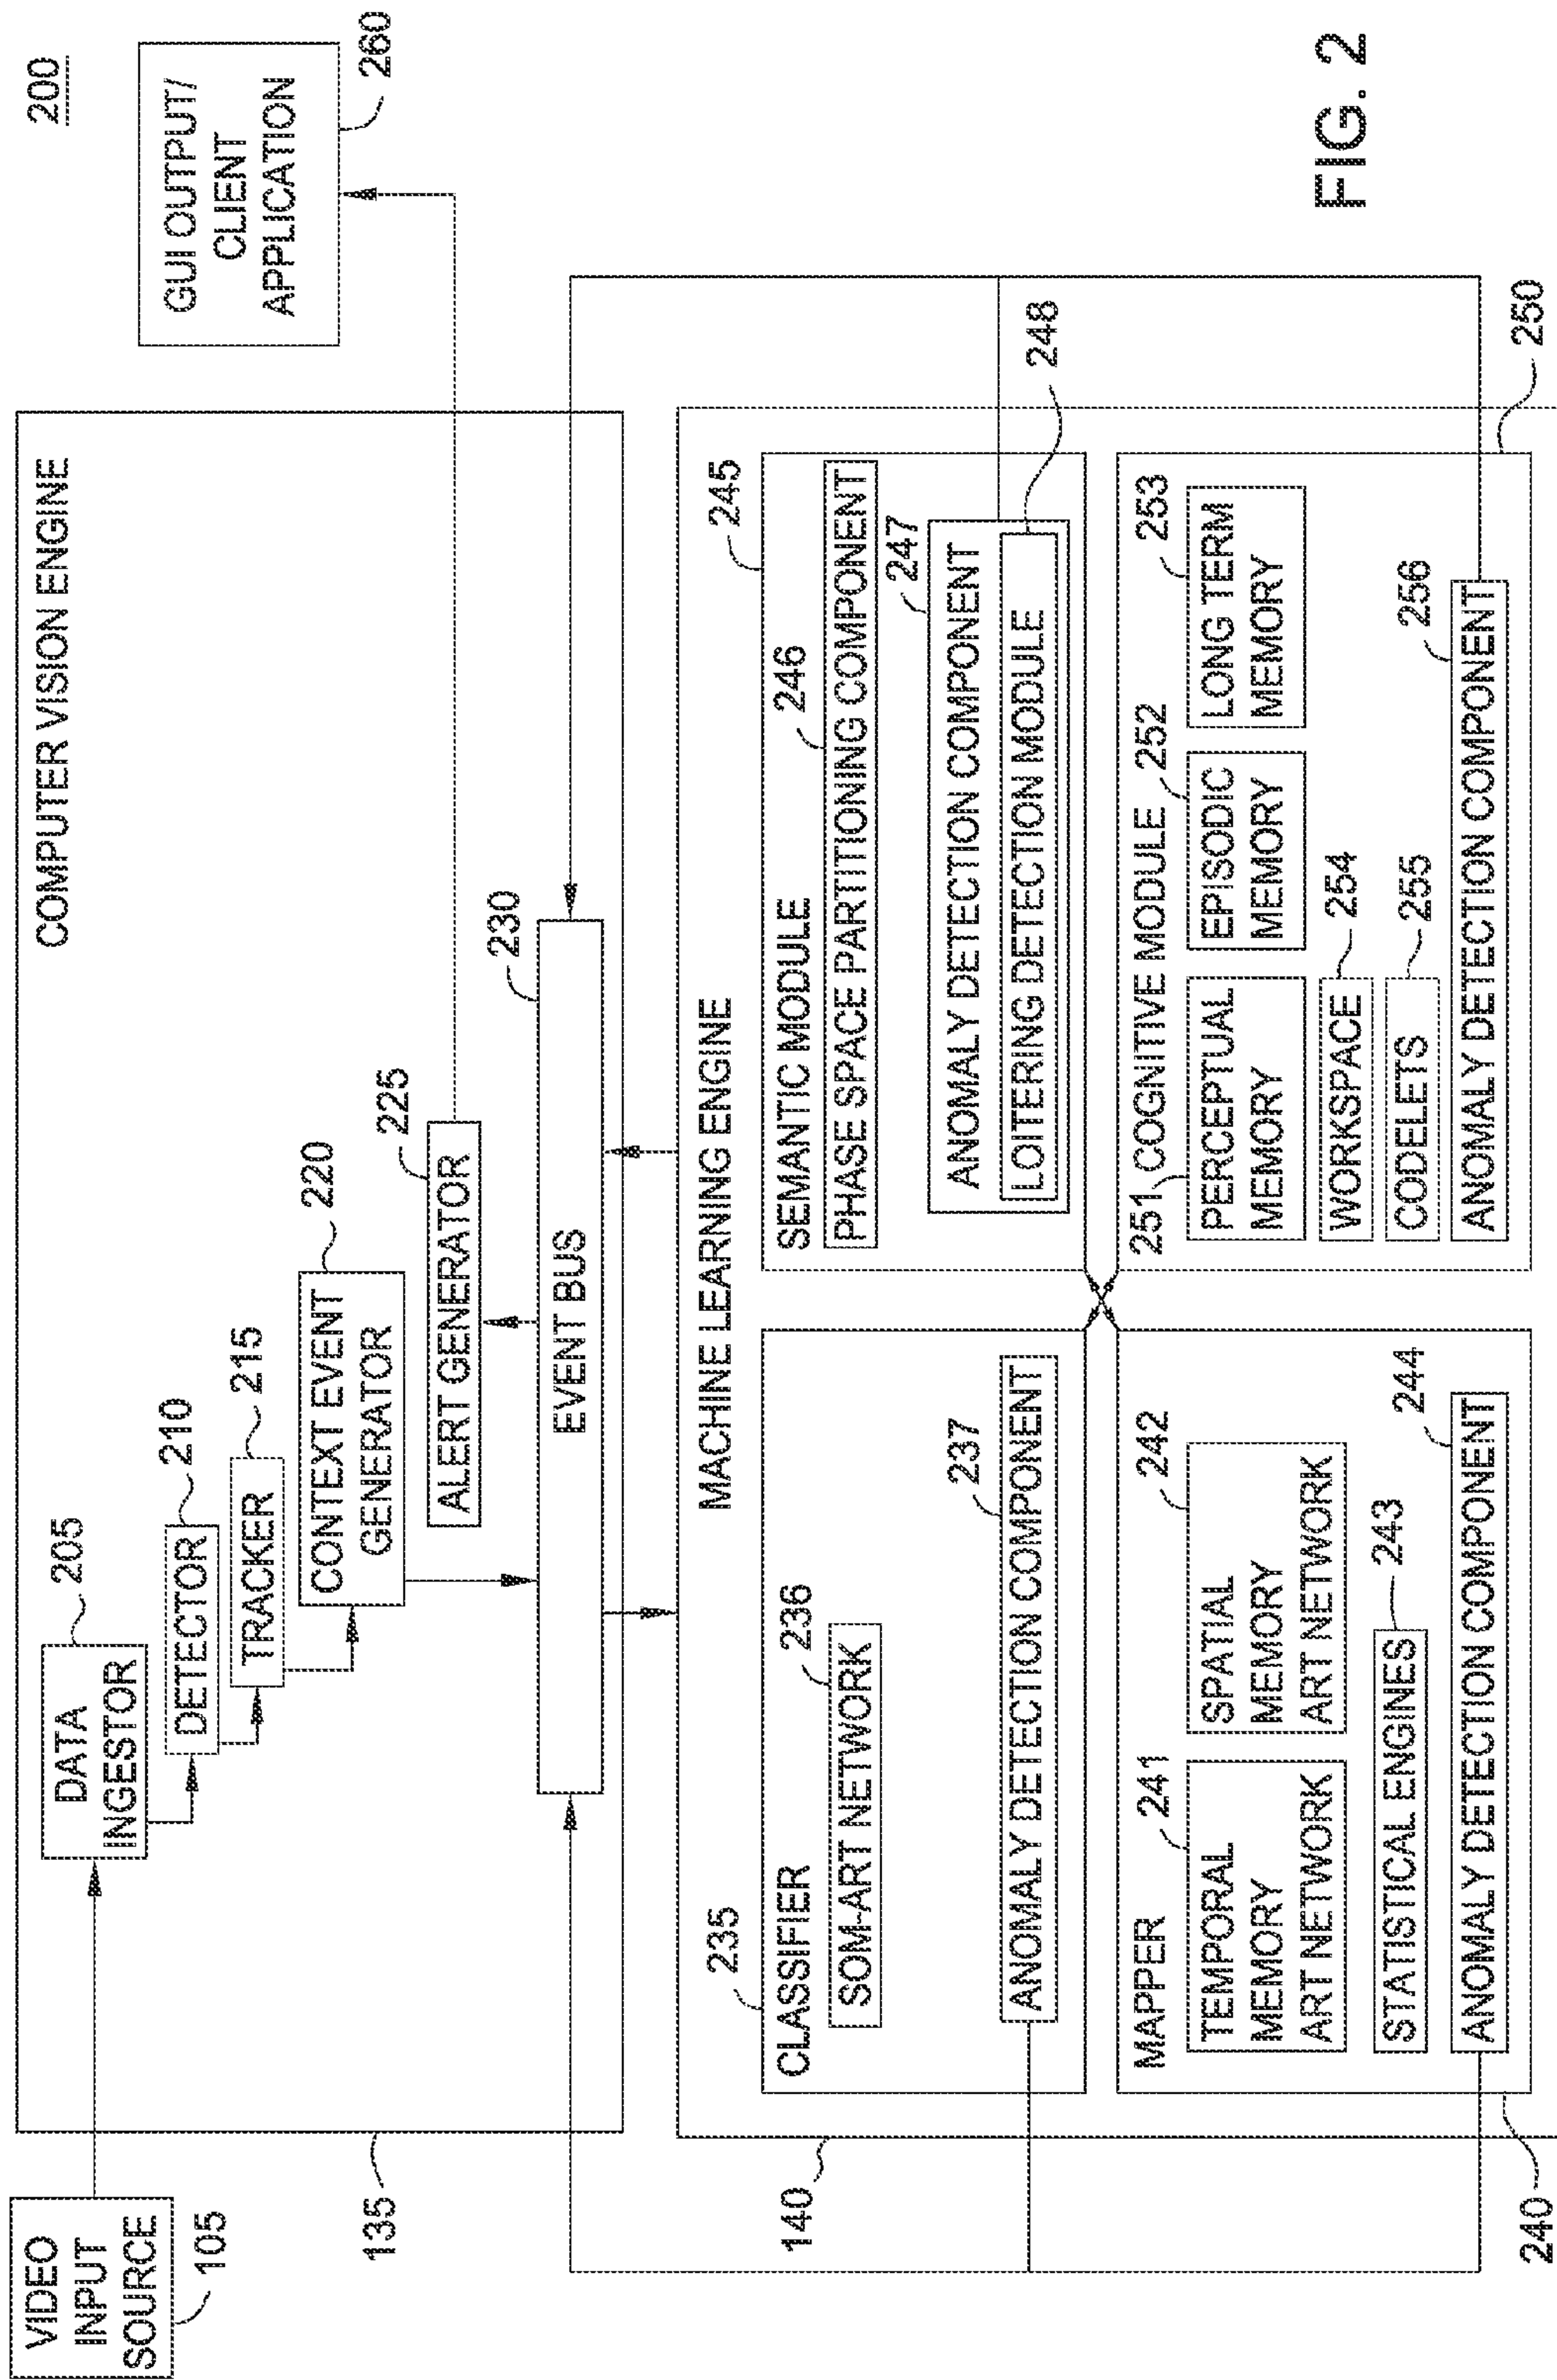 200
VIDEO
INPUT
SOURCE
105
135
COMPUTER VISION ENGINE
DATA
INGESTOR
205
DETECTOR
210
TRACKER
215
CONTEXT EVENT
GENERATOR
220
ALERT GENERATOR
225
EVENT BUS
230
GUI OUTPUT/
CLIENT
APPLICATION
260
140
MACHINE LEARNING ENGINE
235
CLASSIFIER
SOM-ART NETWORK
236
ANOMALY DETECTION COMPONENT
237
SEMANTIC MODULE
245
246
PHASE SPACE PARTITIONING COMPONENT
247
ANOMALY DETECTION COMPONENT
LOITERING DETECTION MODULE
248
240
MAPPER
241
TEMPORAL
MEMORY
ART NETWORK
242
SPATIAL
MEMORY
ART NETWORK
STATISTICAL ENGINES
243
ANOMALY DETECTION COMPONENT
244
251
COGNITIVE MODULE
250
PERCEPTUAL
MEMORY
252
EPISODIC
MEMORY
253
LONG TERM
MEMORY
WORKSPACE
254
CODELETS
255
ANOMALY DETECTION COMPONENT
256
FIG. 2